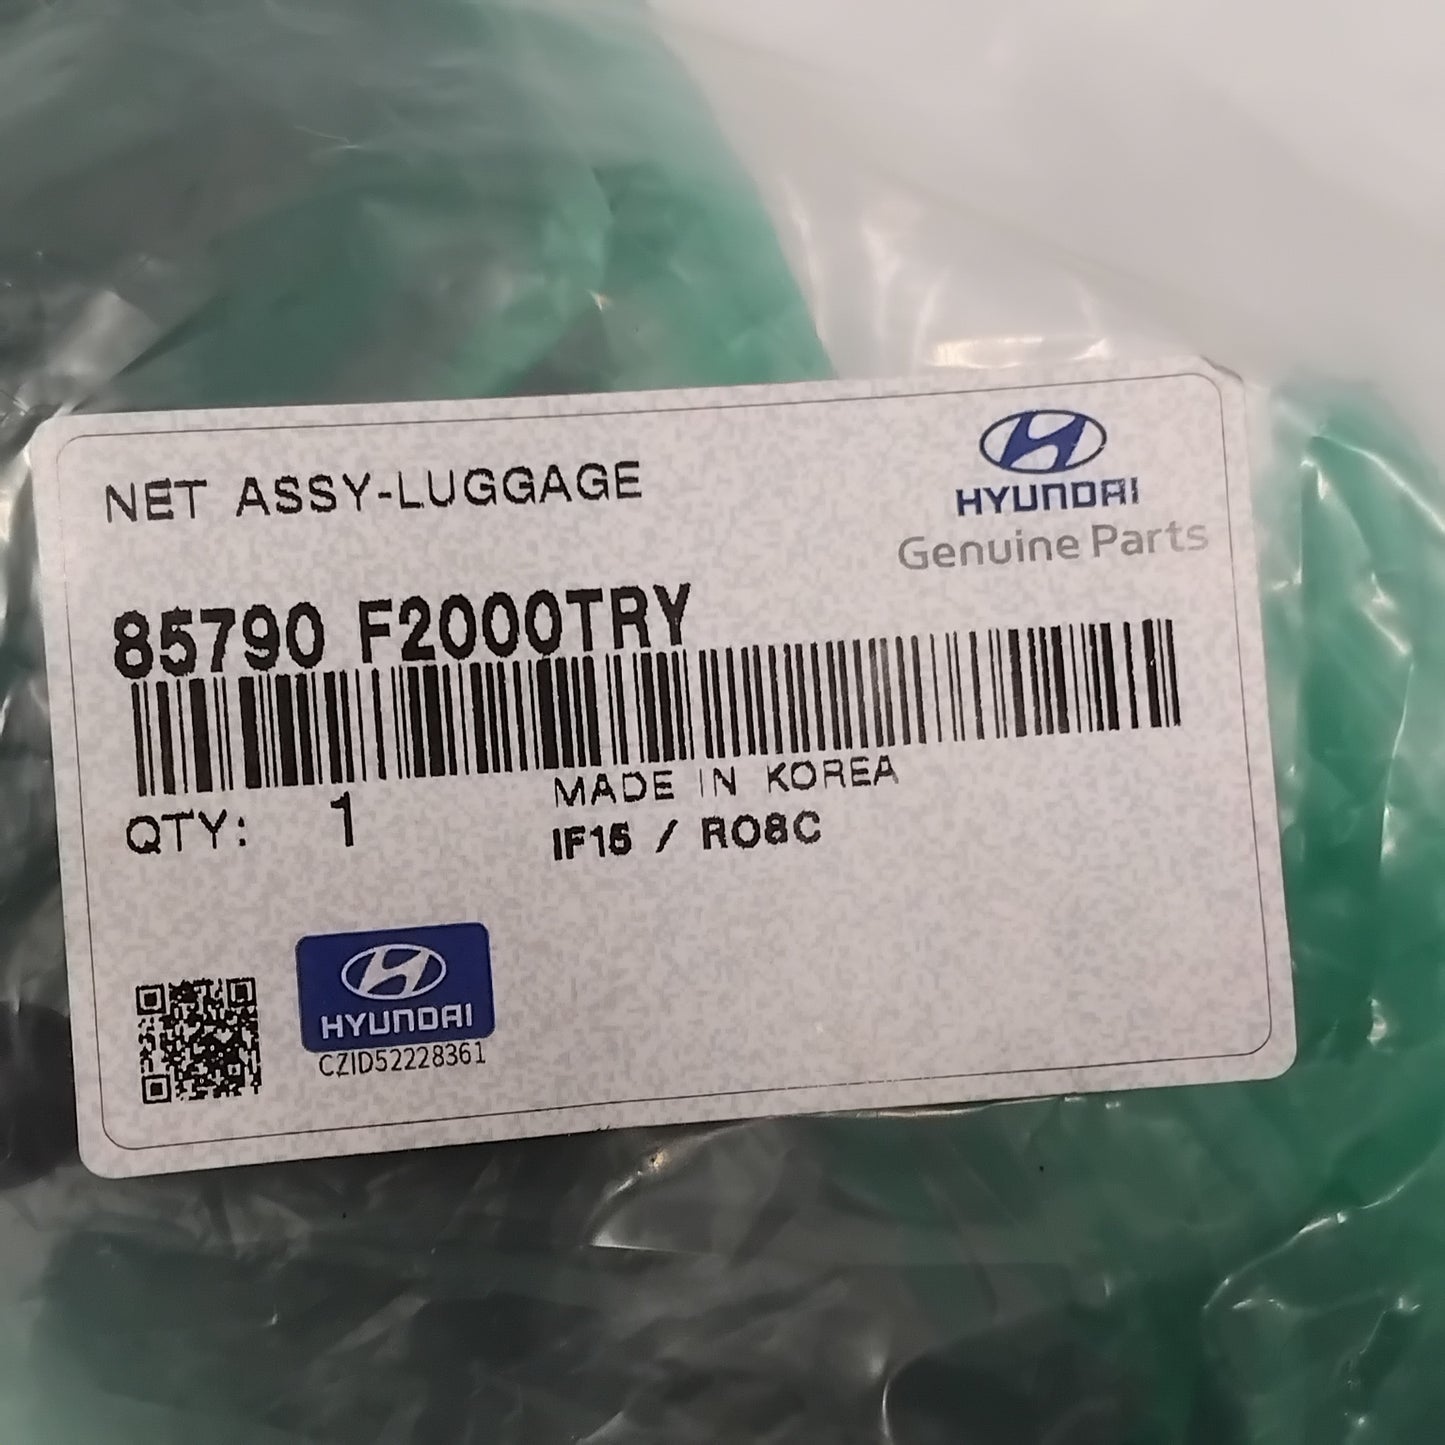 NET ASSY-LUGGAGE
HYUNDAI
Genuine Parts
85790 F2000TRY
MADE IN KOREA
QTY: 1
IF15 / R08C
HYUNDAI
CZID52228361